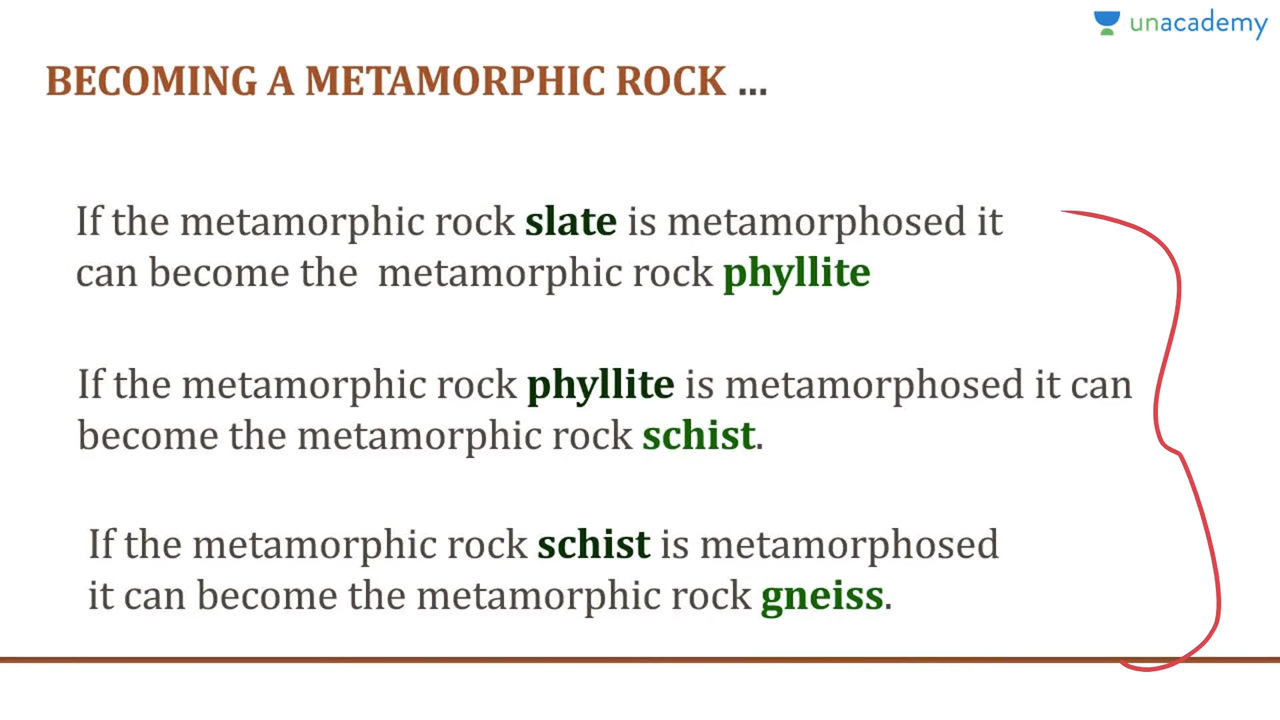 unacademy
BECOMING A METAMORPHIC ROCK ...
If the metamorphic rock slate is metamorphosed it
can become the metamorphic rock phyllite
If the metamorphic rock phyllite is metamorphosed it can
become the metamorphic rock schist.
If the metamorphic rock schist is metamorphosed
it can become the metamorphic rock gneiss.